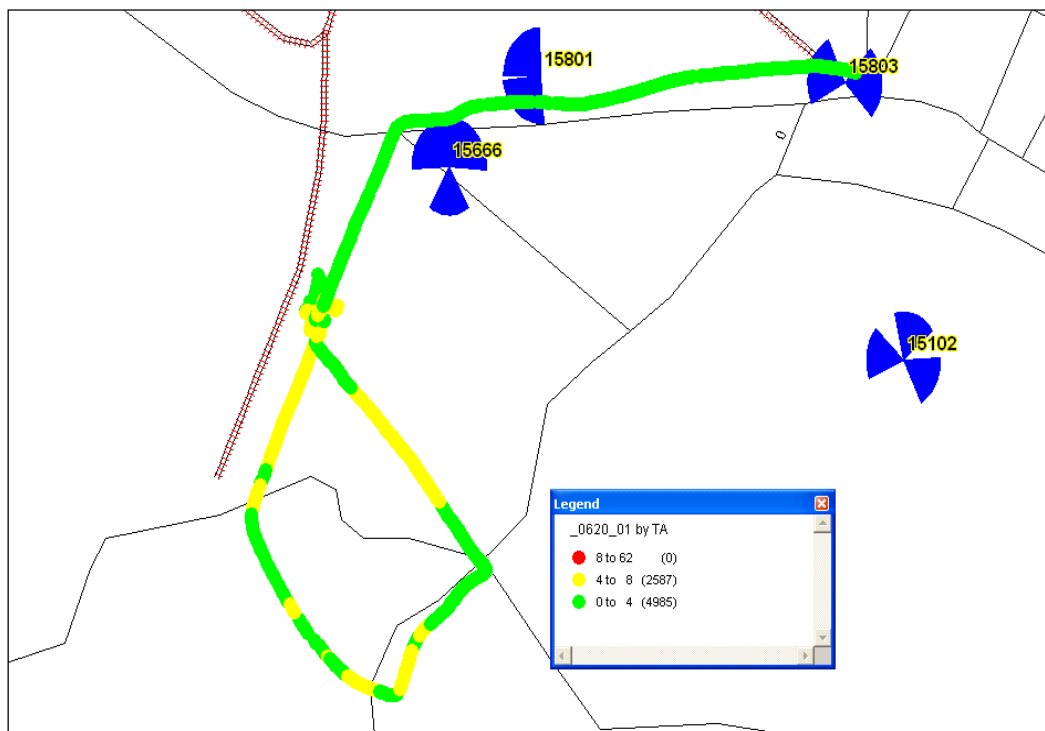 15801
15803
15666
0
15102
Legend
_0620_01 by TA
8 to 62 (0)
4 to 8 (2587)
0 to 4 (4985)